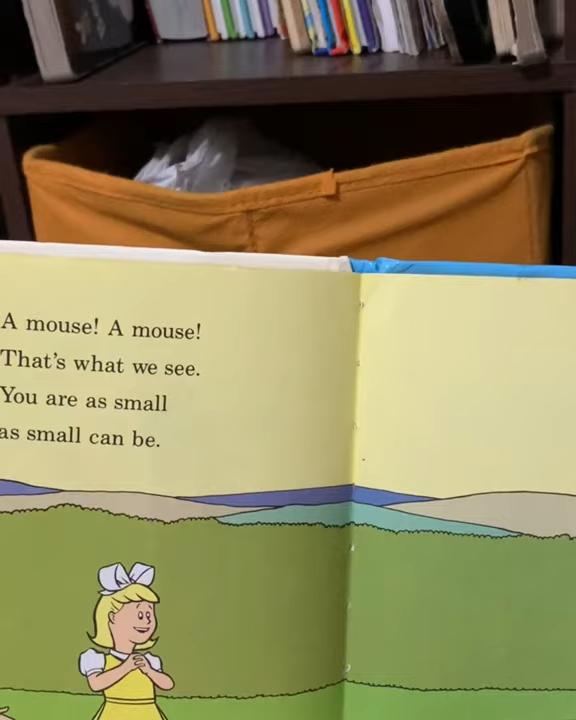 A mouse! A mouse!
That's what we see.
You are as small
as small can be.